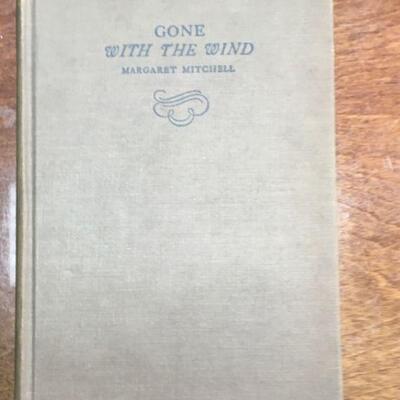 GONE
WITH THE WIND
MARGARET MITCHELL